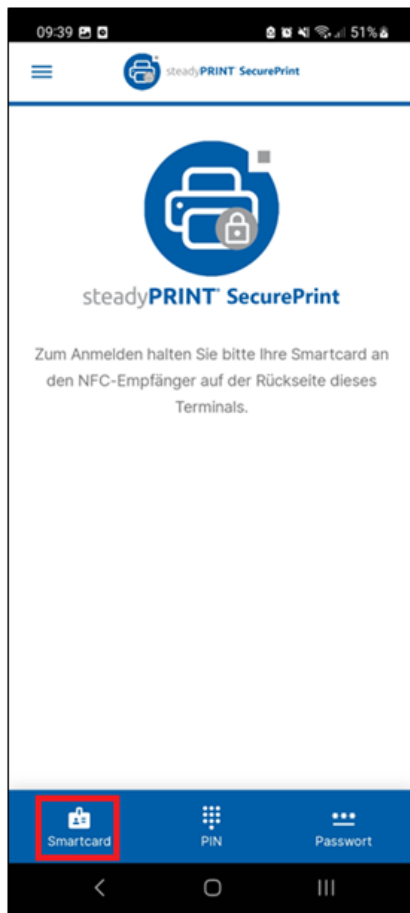 09:39 51%
steadyPRINT SecurePrint
steadyPRINT® SecurePrint
Zum Anmelden halten Sie bitte Ihre Smartcard an
den NFC-Empfänger auf der Rückseite dieses
Terminals.
Smartcard PIN Passwort